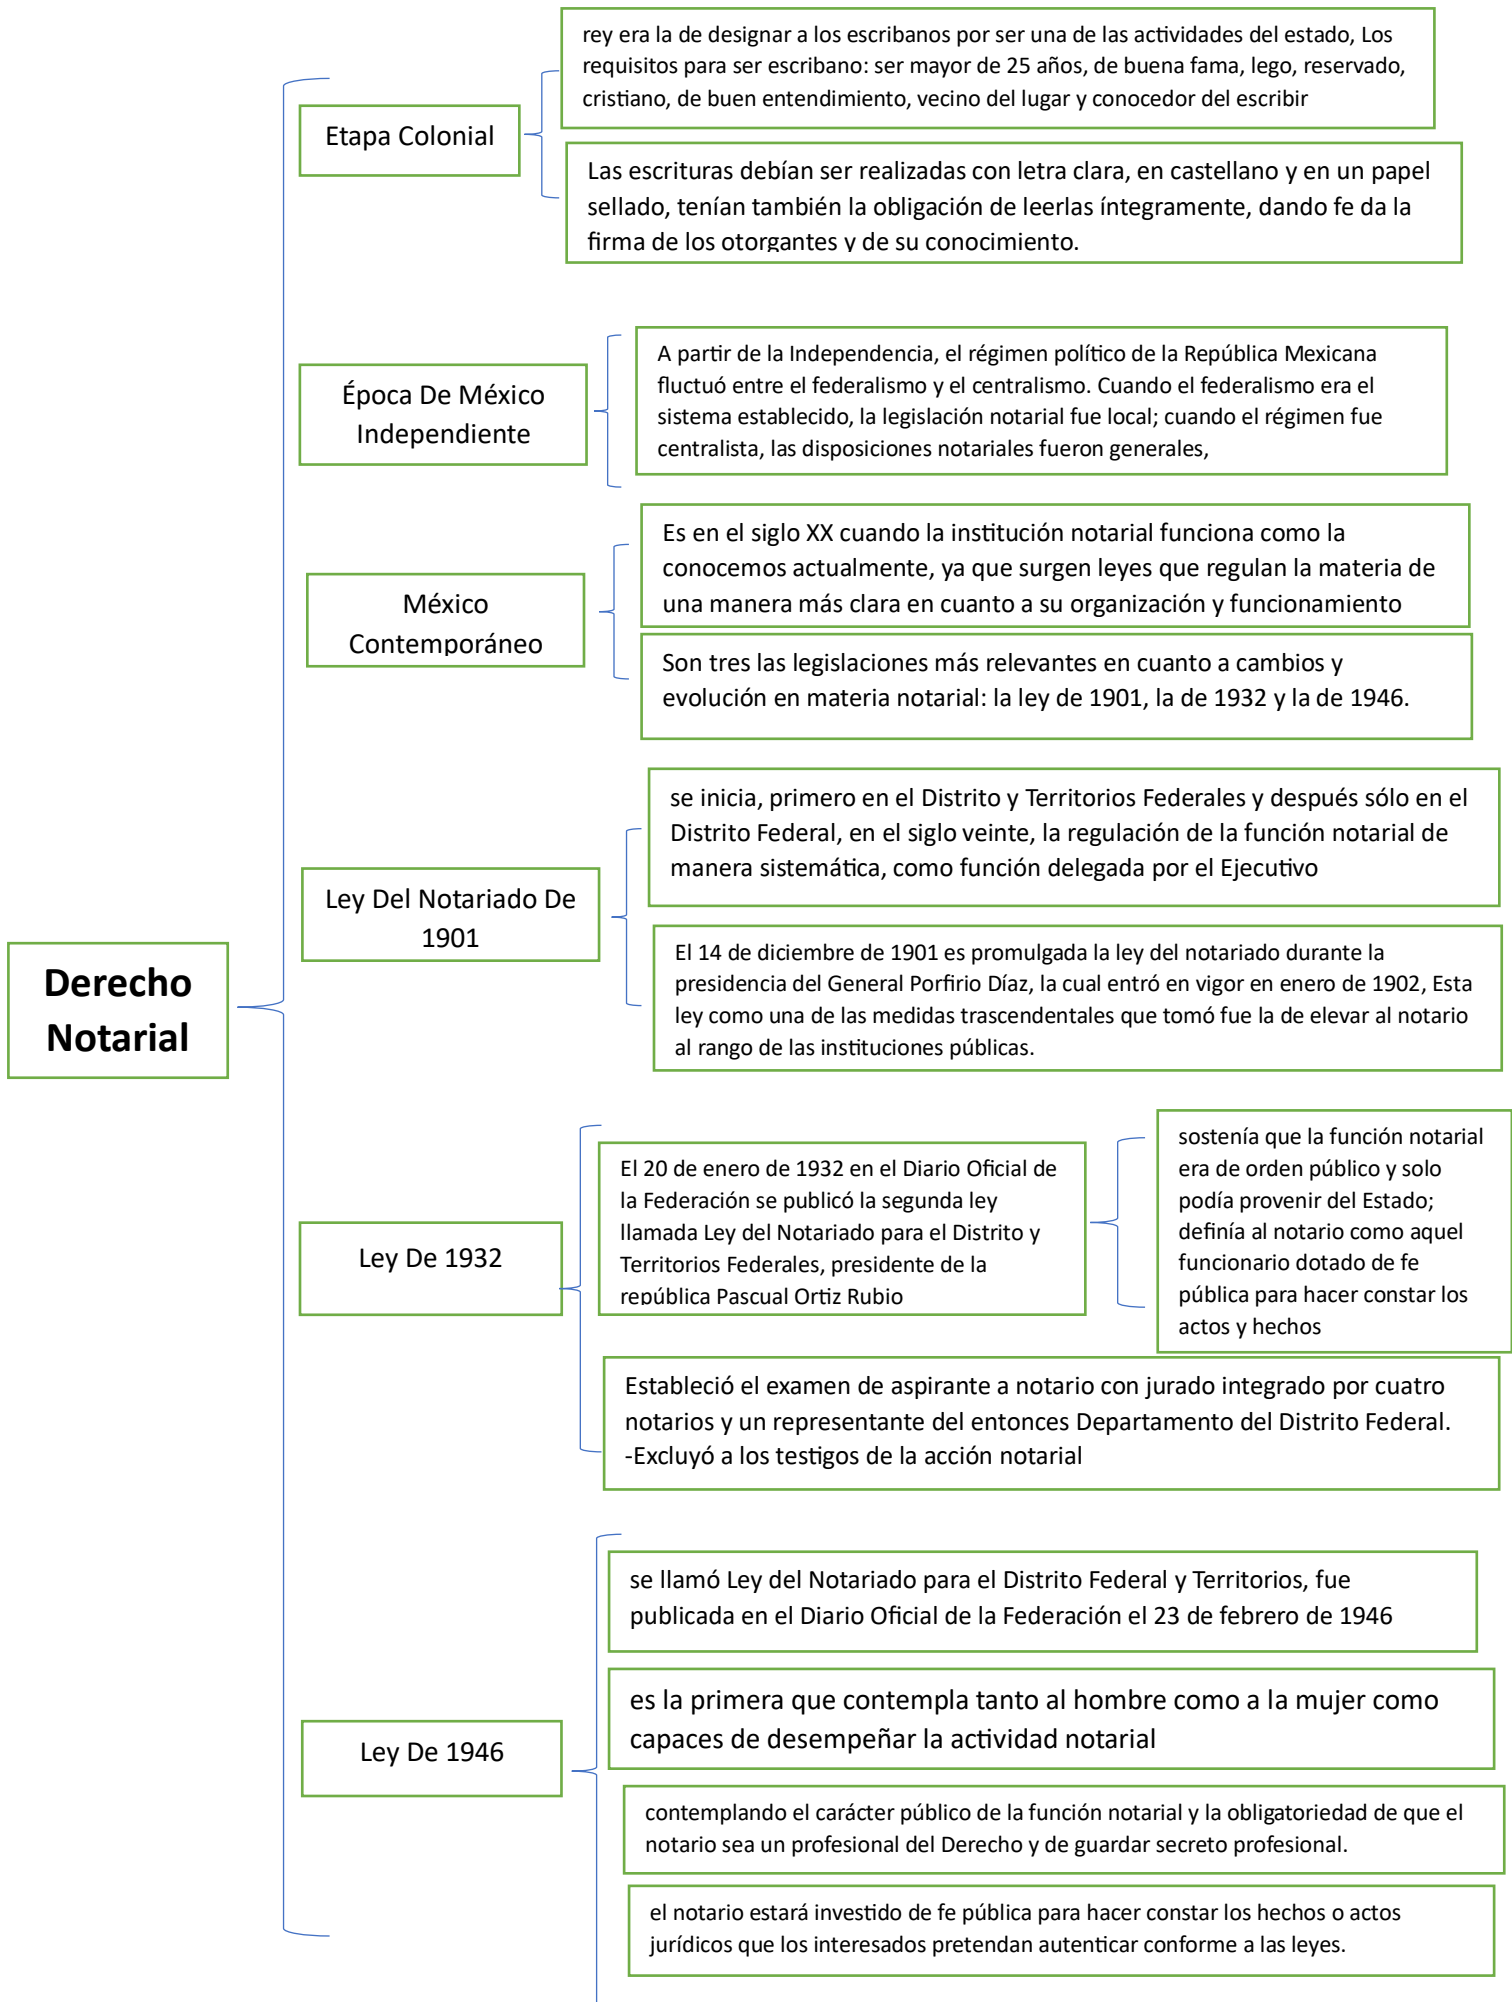 Derecho
Notarial
Etapa Colonial
rey era la de designar a los escribanos por ser una de las actividades del estado, Los
requisitos para ser escribano: ser mayor de 25 años, de buena fama, lego, reservado,
cristiano, de buen entendimiento, vecino del lugar y conocedor del escribir
Las escrituras debían ser realizadas con letra clara, en castellano y en un papel
sellado, tenían también la obligación de leerlas íntegramente, dando fe da la
firma de los otorgantes y de su conocimiento.
Época De México
Independiente
A partir de la Independencia, el régimen político de la República Mexicana
fluctuó entre el federalismo y el centralismo. Cuando el federalismo era el
sistema establecido, la legislación notarial fue local; cuando el régimen fue
centralista, las disposiciones notariales fueron generales,
México
Contemporáneo
Es en el siglo XX cuando la institución notarial funciona como la
conocemos actualmente, ya que surgen leyes que regulan la materia de
una manera más clara en cuanto a su organización y funcionamiento
Son tres las legislaciones más relevantes en cuanto a cambios y
evolución en materia notarial: la ley de 1901, la de 1932 y la de 1946.
Ley Del Notariado De
1901
se inicia, primero en el Distrito y Territorios Federales y después sólo en el
Distrito Federal, en el siglo veinte, la regulación de la función notarial de
manera sistemática, como función delegada por el Ejecutivo
El 14 de diciembre de 1901 es promulgada la ley del notariado durante la
presidencia del General Porfirio Díaz, la cual entró en vigor en enero de 1902, Esta
ley como una de las medidas trascendentales que tomó fue la de elevar al notario
al rango de las instituciones públicas.
Ley De 1932
El 20 de enero de 1932 en el Diario Oficial de
la Federación se publicó la segunda ley
llamada Ley del Notariado para el Distrito y
Territorios Federales, presidente de la
república Pascual Ortiz Rubio
sostenía que la función notarial
era de orden público y solo
podía provenir del Estado;
definía al notario como aquel
funcionario dotado de fe
pública para hacer constar los
actos y hechos
Estableció el examen de aspirante a notario con jurado integrado por cuatro
notarios y un representante del entonces Departamento del Distrito Federal.
-Excluyó a los testigos de la acción notarial
Ley De 1946
se llamó Ley del Notariado para el Distrito Federal y Territorios, fue
publicada en el Diario Oficial de la Federación el 23 de febrero de 1946
es la primera que contempla tanto al hombre como a la mujer como
capaces de desempeñar la actividad notarial
contemplando el carácter público de la función notarial y la obligatoriedad de que el
notario sea un profesional del Derecho y de guardar secreto profesional.
el notario estará investido de fe pública para hacer constar los hechos o actos
jurídicos que los interesados pretendan autenticar conforme a las leyes.